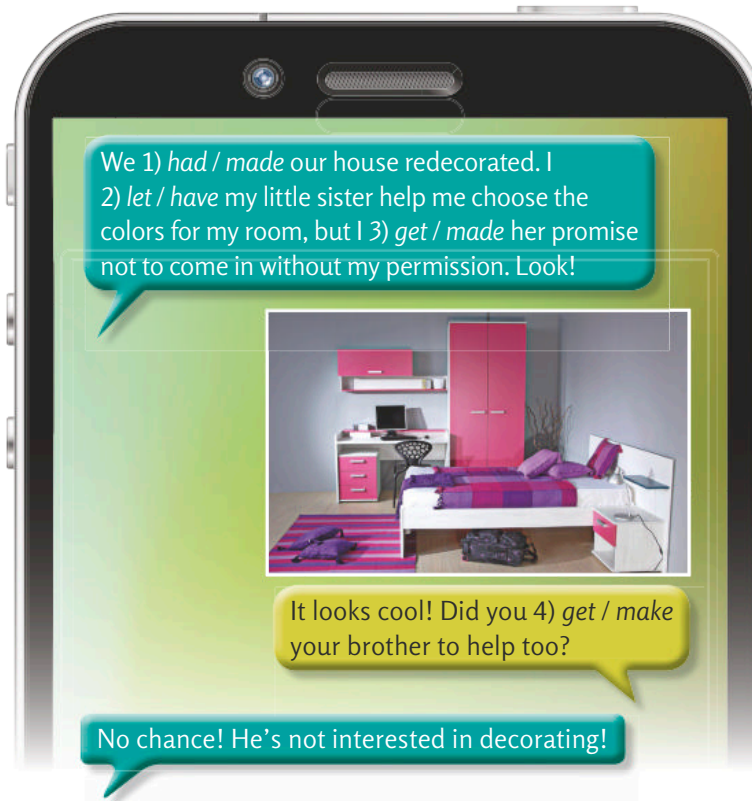 We 1) had / made our house redecorated. I
2) let / have my little sister help me choose the
colors for my room, but I 3) get / made her promise
not to come in without my permission. Look!
It looks cool! Did you 4) get / make
your brother to help too?
No chance! He’s not interested in decorating!